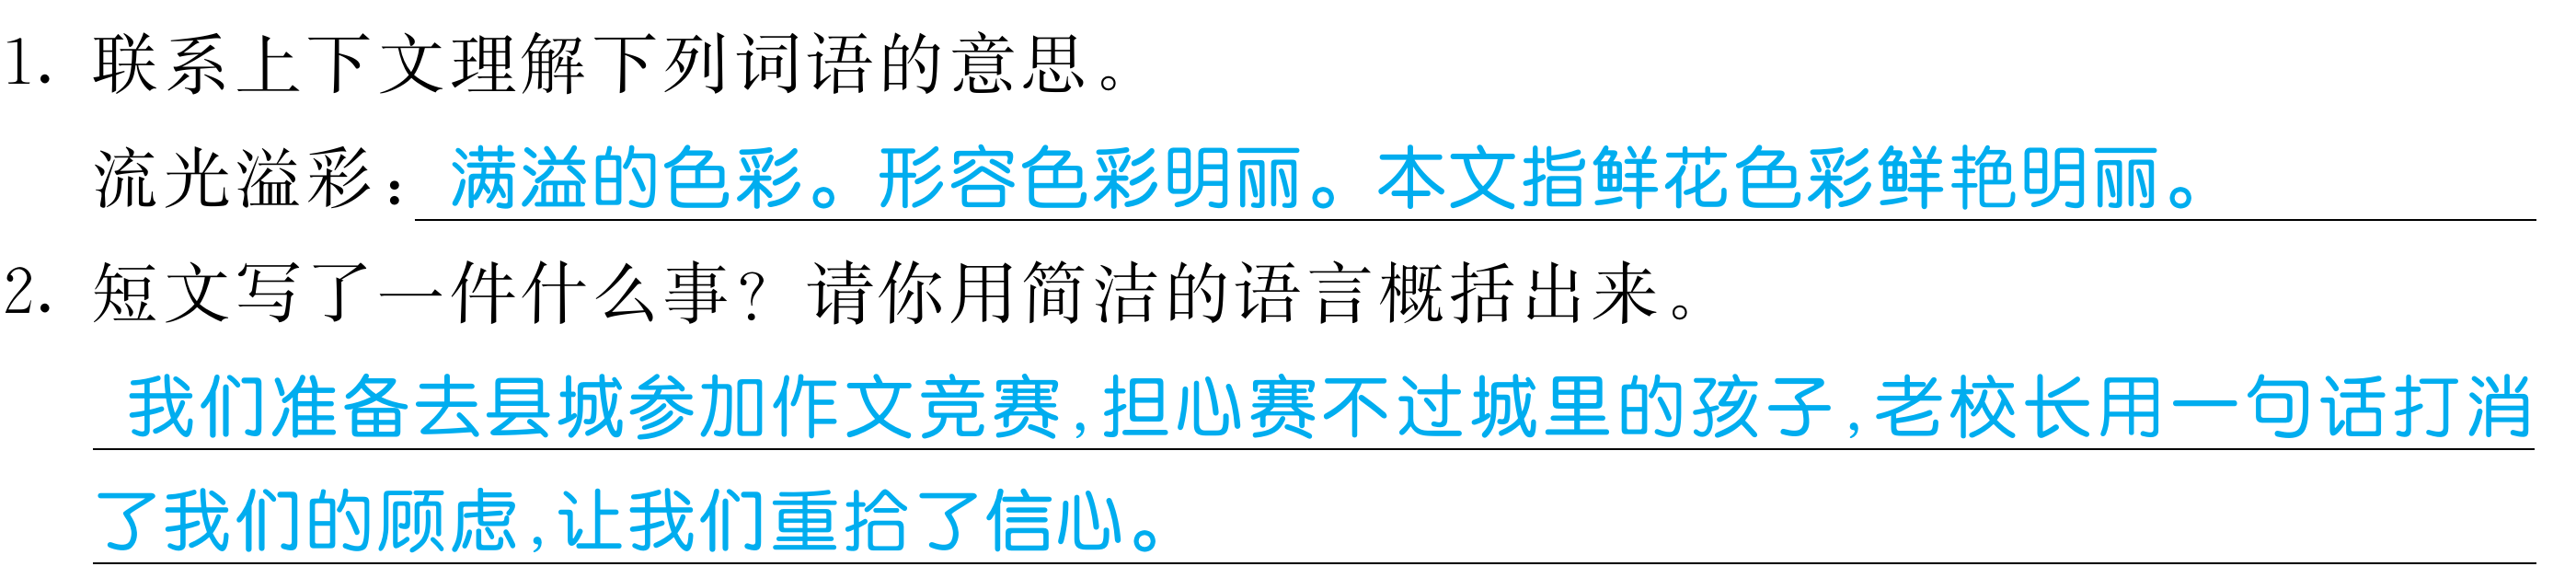 1. 联系上下文理解下列词语的意思。
流光溢彩：满溢的色彩。形容色彩明丽。本文指鲜花色彩鲜艳明丽。
2. 短文写了一件什么事？请你用简洁的语言概括出来。
我们准备去县城参加作文竞赛,担心赛不过城里的孩子,老校长用一句话打消
了我们的顾虑,让我们重拾了信心。